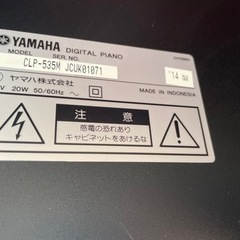 YAMAHA DIGITAL PIANO
MODEL SER.NO.
CLP-535M JCUK01071 '14 製
ヤマハ株式会社
V 20W 50/60Hz MADE IN INDONESIA
注意
感電の恐れあり
キャビネットをあけるな